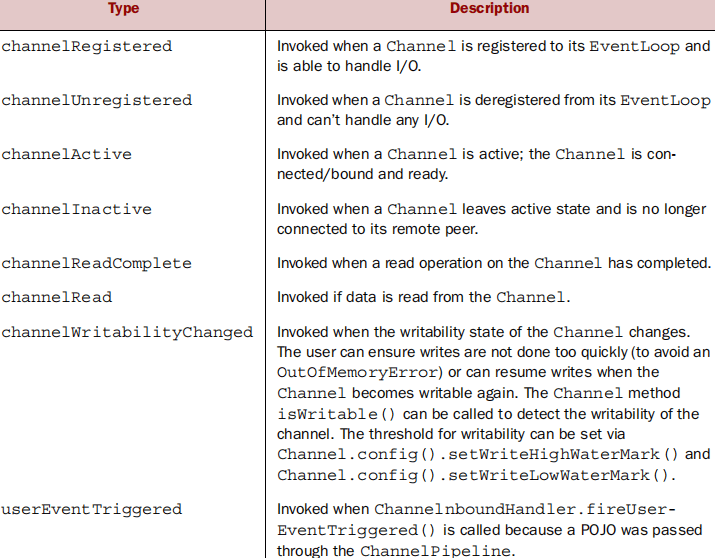 Type Description
channelRegistered Invoked when a Channel is registered to its EventLoop and
is able to handle I/O.
channelUnregistered Invoked when a Channel is deregistered from its EventLoop
and can't handle any I/O.
channelActive Invoked when a Channel is active; the Channel is con-
nected/bound and ready.
channelInactive Invoked when a Channel leaves active state and is no longer
connected to its remote peer.
channelReadComplete Invoked when a read operation on the Channel has completed.
channelRead Invoked if data is read from the Channel.
channelWritabilityChanged Invoked when the writability state of the Channel changes.
The user can ensure writes are not done too quickly (to avoid an
OutOfMemoryError) or can resume writes when the
Channel becomes writable again. The Channel method
isWritable() can be called to detect the writability of the
channel. The threshold for writability can be set via
Channel.config().setWriteHighWaterMark() and
Channel.config().setWriteLowWaterMark().
userEventTriggered Invoked when ChannelnboundHandler.fireUser-
EventTriggered() is called because a POJO was passed
through the ChannelPipeline.